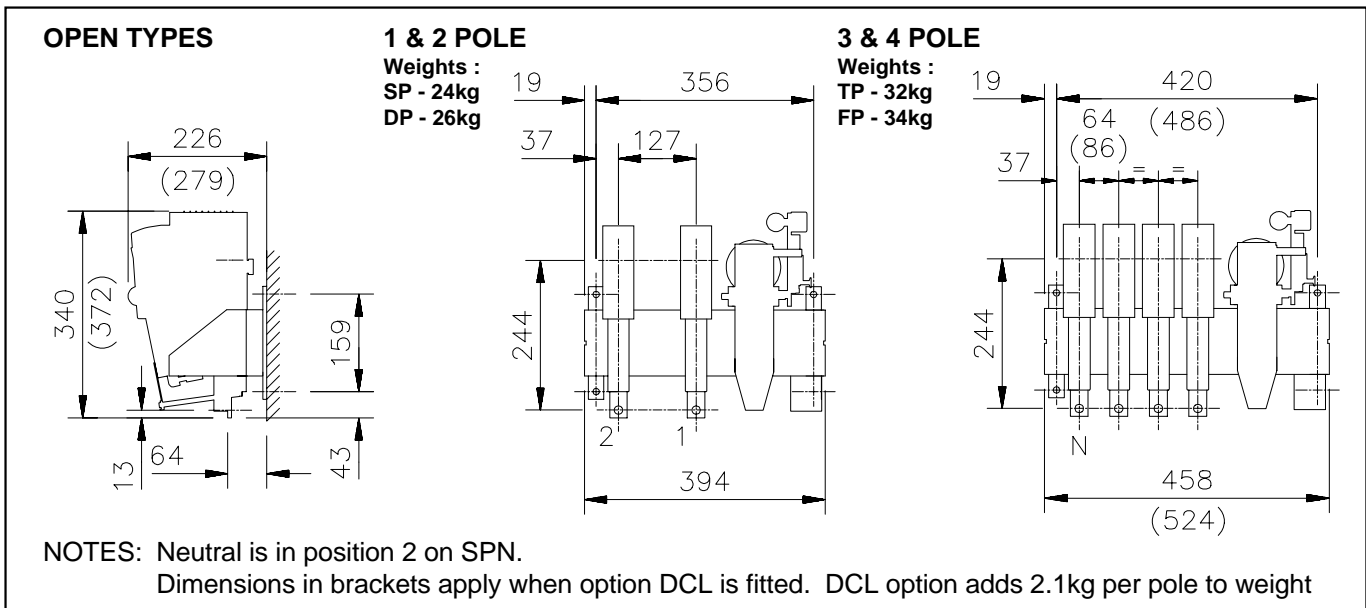 OPEN TYPES
226
(279)
340
(372)
159
13
64
43
1 & 2 POLE
Weights :
SP - 24kg
DP - 26kg
19
356
37
127
244
2
1
394
3 & 4 POLE
Weights :
TP - 32kg
FP - 34kg
19
420
(486)
64
(86)
37
=
=
244
N
458
(524)
NOTES: Neutral is in position 2 on SPN.
Dimensions in brackets apply when option DCL is fitted. DCL option adds 2.1kg per pole to weight